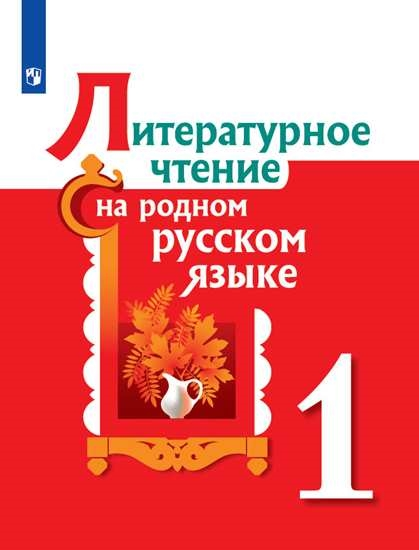 Литературное
чтение
на родном
русском
языке
1